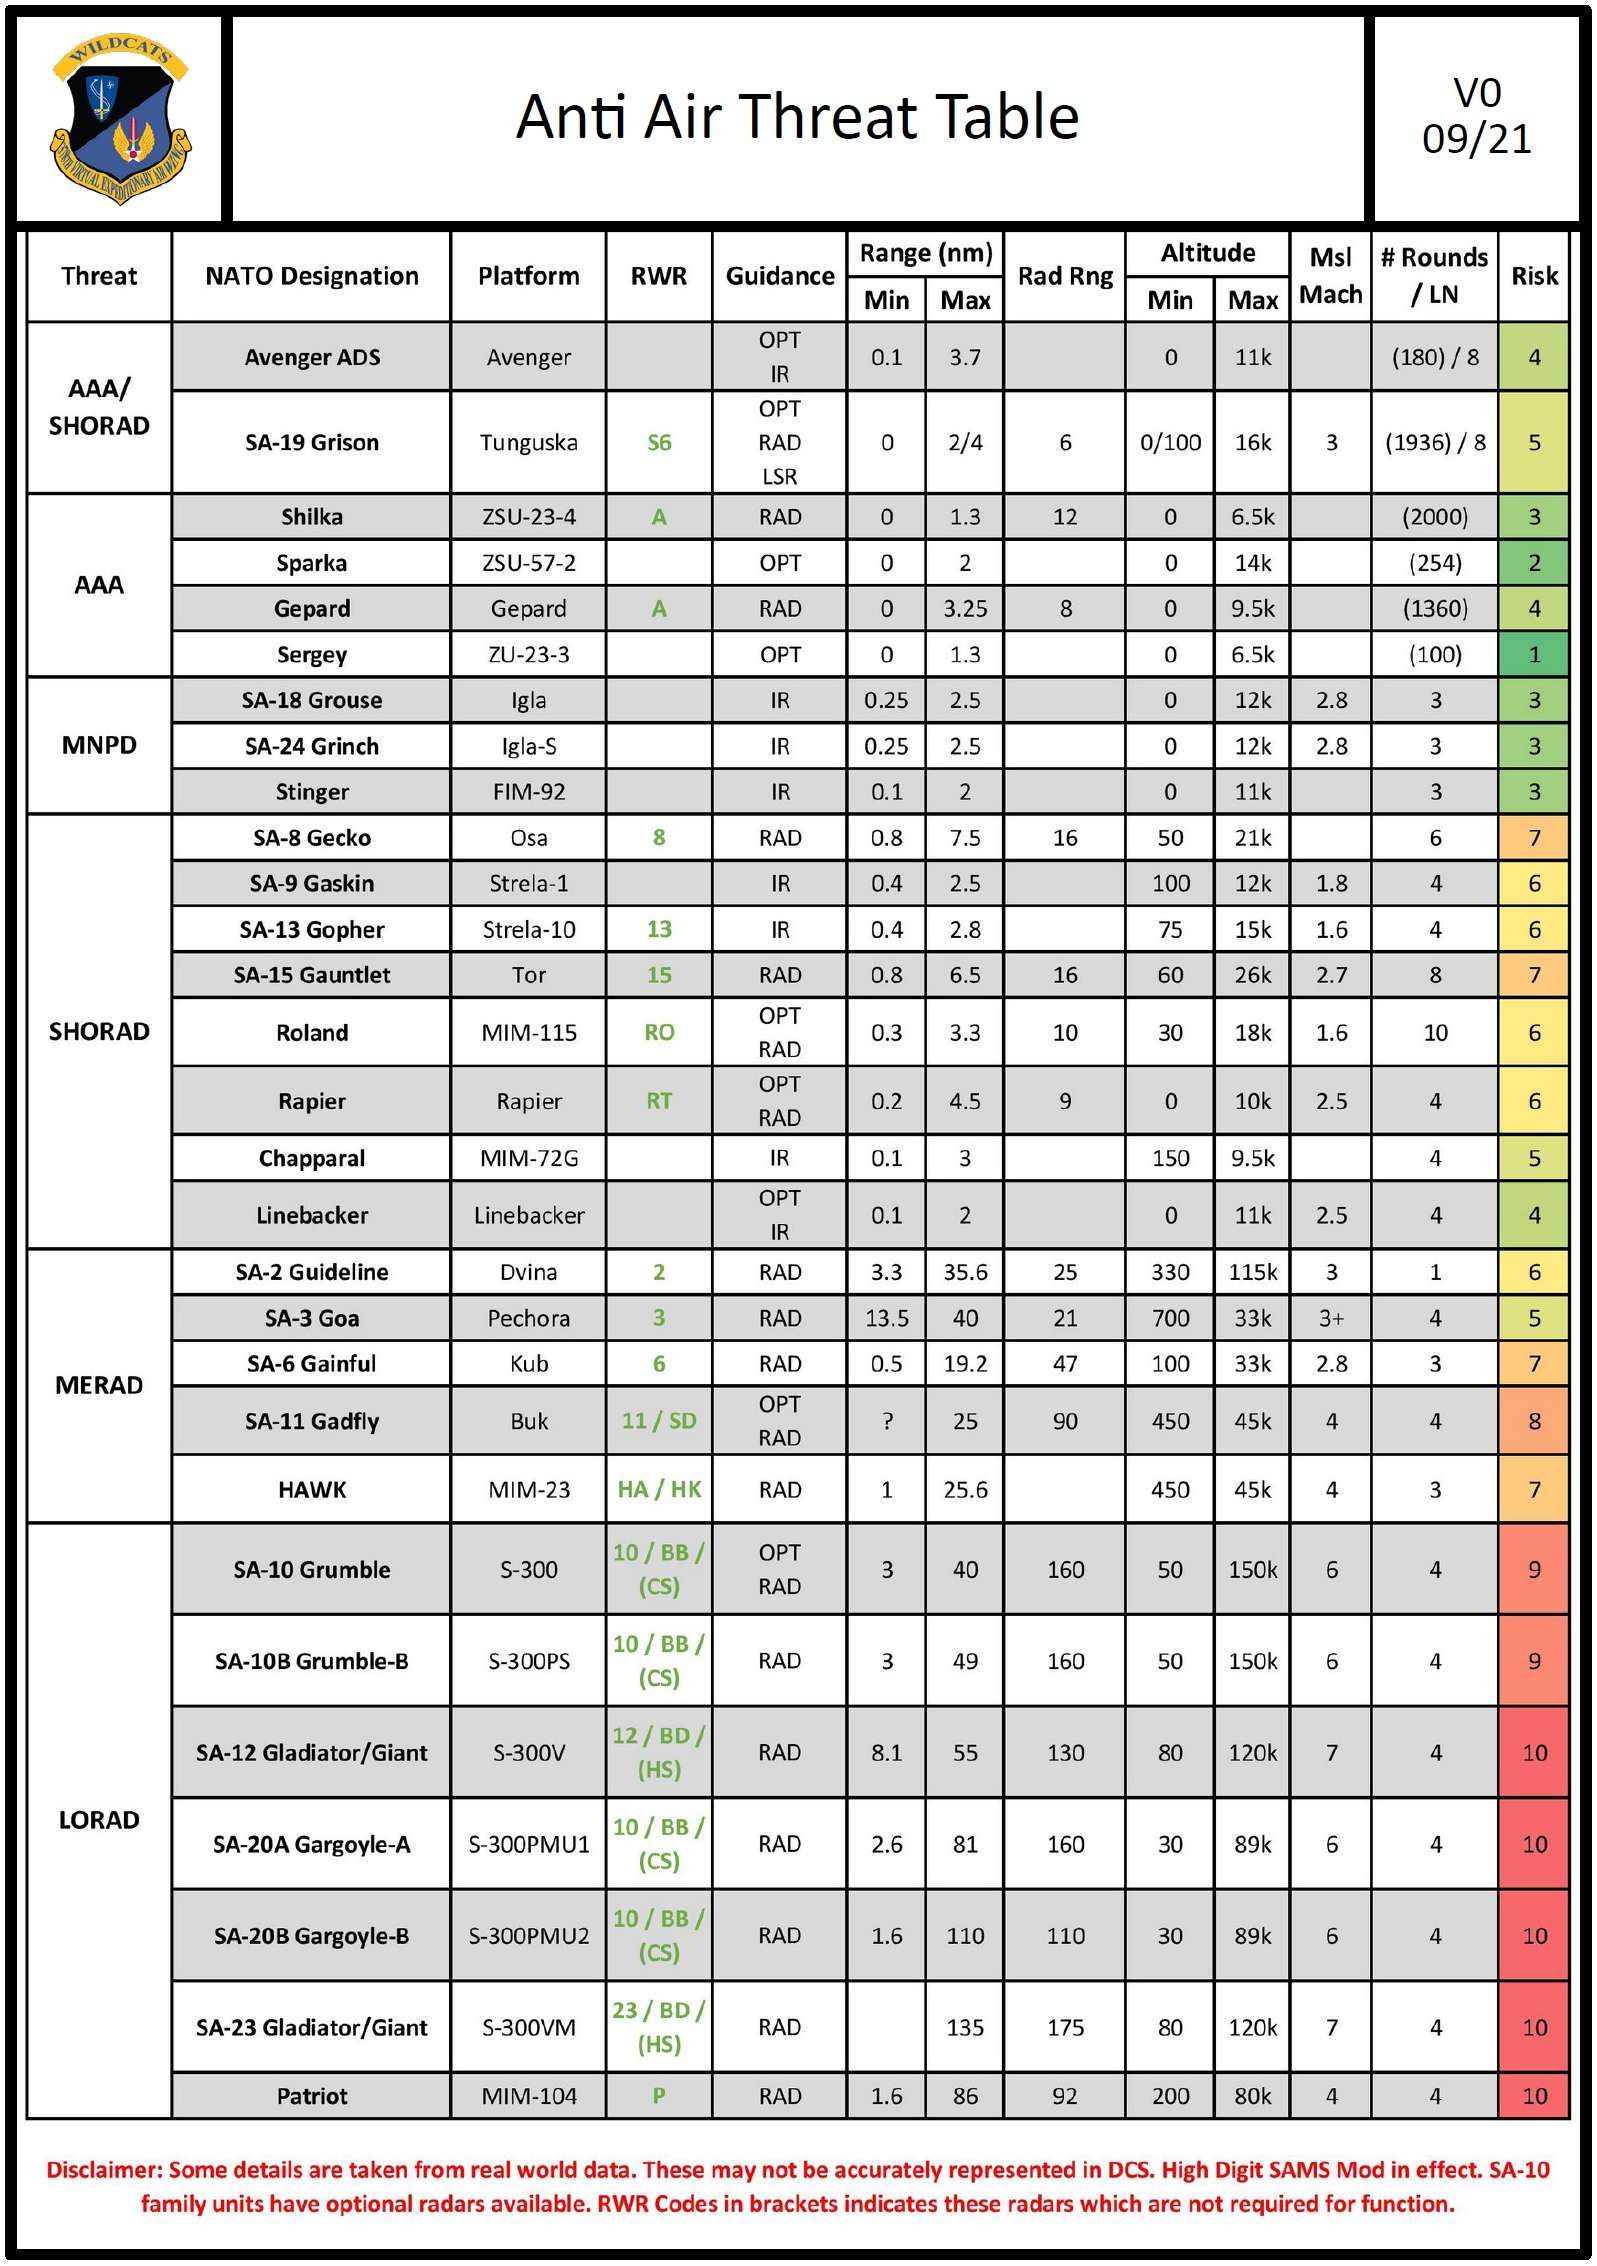 WILDCATS
Anti Air Threat Table
V0
09/21
Threat NATO Designation Platform RWR Guidance Range (nm) Min Max Rad Rng Altitude Min Max Msl Mach # Rounds / LN Risk
AAA/ SHORAD
Avenger ADS Avenger OPT IR 0.1 3.7 0 11k (180) / 8 4
SA-19 Grison Tunguska S6 OPT RAD LSR 0 2/4 6 0/100 16k 3 (1936) / 8 5
AAA
Shilka ZSU-23-4 A RAD 0 1.3 12 0 6.5k (2000) 3
Sparka ZSU-57-2 OPT 0 2 0 14k (254) 2
Gepard Gepard A RAD 0 3.25 8 0 9.5k (1360) 4
Sergey ZU-23-3 OPT 0 1.3 0 6.5k (100) 1
MNPD
SA-18 Grouse Igla IR 0.25 2.5 0 12k 2.8 3 3
SA-24 Grinch Igla-S IR 0.25 2.5 0 12k 2.8 3 3
Stinger FIM-92 IR 0.1 2 0 11k 3 3
SHORAD
SA-8 Gecko Osa 8 RAD 0.8 7.5 16 50 21k 6 7
SA-9 Gaskin Strela-1 IR 0.4 2.5 100 12k 1.8 4 6
SA-13 Gopher Strela-10 13 IR 0.4 2.8 75 15k 1.6 4 6
SA-15 Gauntlet Tor 15 RAD 0.8 6.5 16 60 26k 2.7 8 7
Roland MIM-115 RO OPT RAD 0.3 3.3 10 30 18k 1.6 10 6
Rapier Rapier RT OPT RAD 0.2 4.5 9 0 10k 2.5 4 6
Chapparal MIM-72G IR 0.1 3 150 9.5k 4 5
Linebacker Linebacker OPT IR 0.1 2 0 11k 2.5 4 4
MERAD
SA-2 Guideline Dvina 2 RAD 3.3 35.6 25 330 115k 3 1 6
SA-3 Goa Pechora 3 RAD 13.5 40 21 700 33k 3+ 4 5
SA-6 Gainful Kub 6 RAD 0.5 19.2 47 100 33k 2.8 3 7
SA-11 Gadfly Buk 11 / SD OPT RAD ? 25 90 450 45k 4 4 8
HAWK MIM-23 HA / HK RAD 1 25.6 450 45k 4 3 7
LORAD
SA-10 Grumble S-300 10 / BB / (CS) OPT RAD 3 40 160 50 150k 6 4 9
SA-10B Grumble-B S-300PS 10 / BB / (CS) RAD 3 49 160 50 150k 6 4 9
SA-12 Gladiator/Giant S-300V 12 / BD / (HS) RAD 8.1 55 130 80 120k 7 4 10
SA-20A Gargoyle-A S-300PMU1 10 / BB / (CS) RAD 2.6 81 160 30 89k 6 4 10
SA-20B Gargoyle-B S-300PMU2 10 / BB / (CS) RAD 1.6 110 110 30 89k 6 4 10
SA-23 Gladiator/Giant S-300VM 23 / BD / (HS) RAD 135 175 80 120k 7 4 10
Patriot MIM-104 P RAD 1.6 86 92 200 80k 4 4 10
Disclaimer: Some details are taken from real world data. These may not be accurately represented in DCS. High Digit SAMS Mod in effect. SA-10
family units have optional radars available. RWR Codes in brackets indicates these radars which are not required for function.